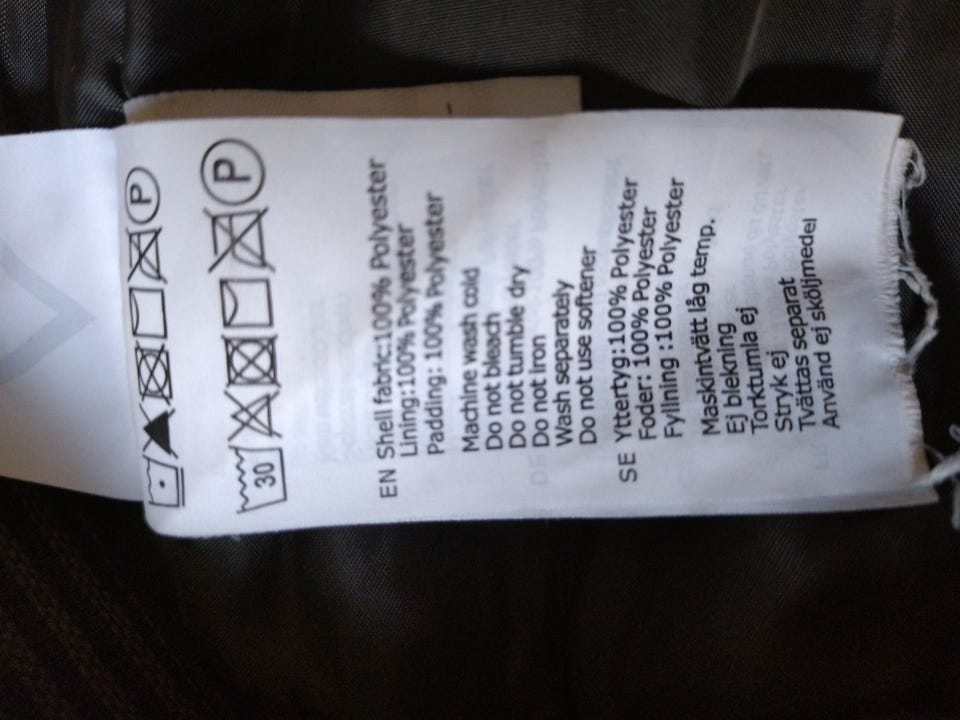 P
30 P
EN Shell fabric:100% Polyester
Lining:100% Polyester
Padding: 100% Polyester
Machine wash cold
Do not bleach
Do not tumble dry
Do not iron
Wash separately
Do not use softener
SE Yttertyg:100% Polyester
Foder: 100% Polyester
Fyllning :100% Polyester
Maskintvätt låg temp.
Ej blekning
Torktumla ej
Stryk ej
Tvättas separat
Använd ej sköljmedel